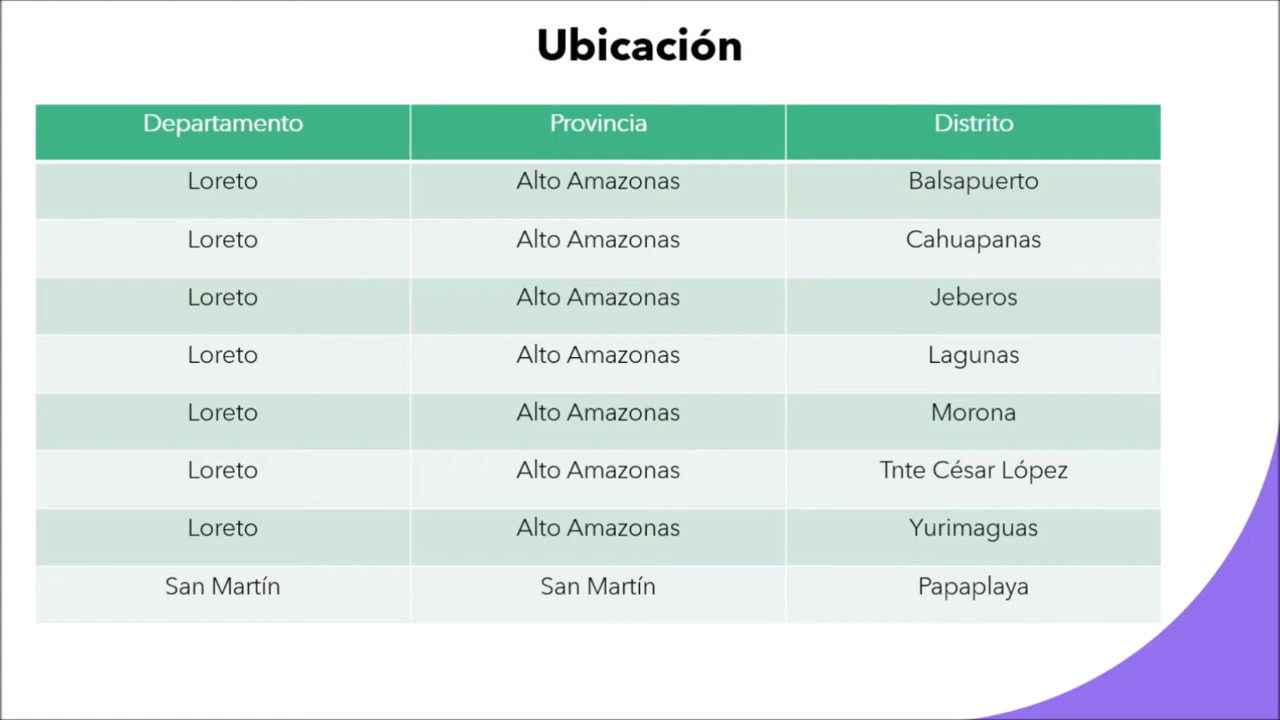 Ubicación
Departamento Provincia Distrito
Loreto Alto Amazonas Balsapuerto
Loreto Alto Amazonas Cahuapanas
Loreto Alto Amazonas Jeberos
Loreto Alto Amazonas Lagunas
Loreto Alto Amazonas Morona
Loreto Alto Amazonas Tnte César López
Loreto Alto Amazonas Yurimaguas
San Martín San Martín Papaplaya